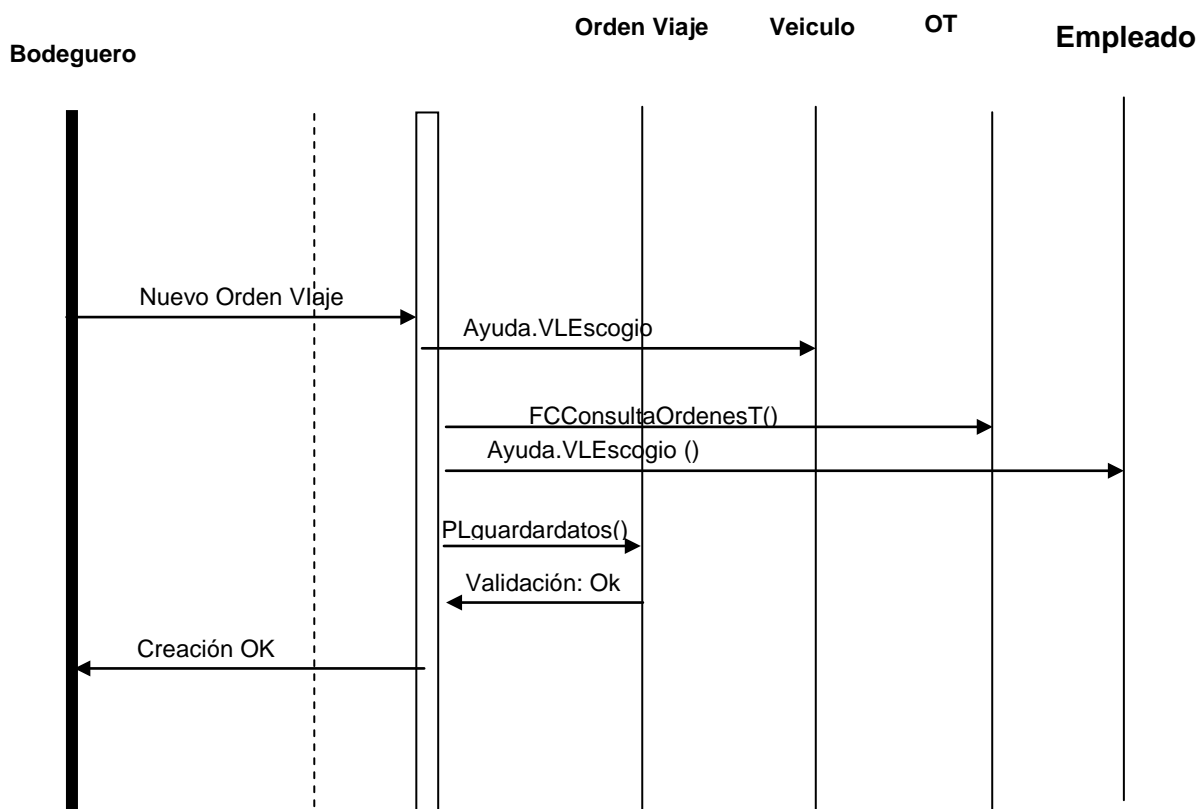 Bodeguero
Orden Viaje
Veiculo
OT
Empleado
Nuevo Orden VIaje
Ayuda.VLEscogio
FCConsultaOrdenesT()
Ayuda.VLEscogio ()
PLguardardatos()
Validación: Ok
Creación OK